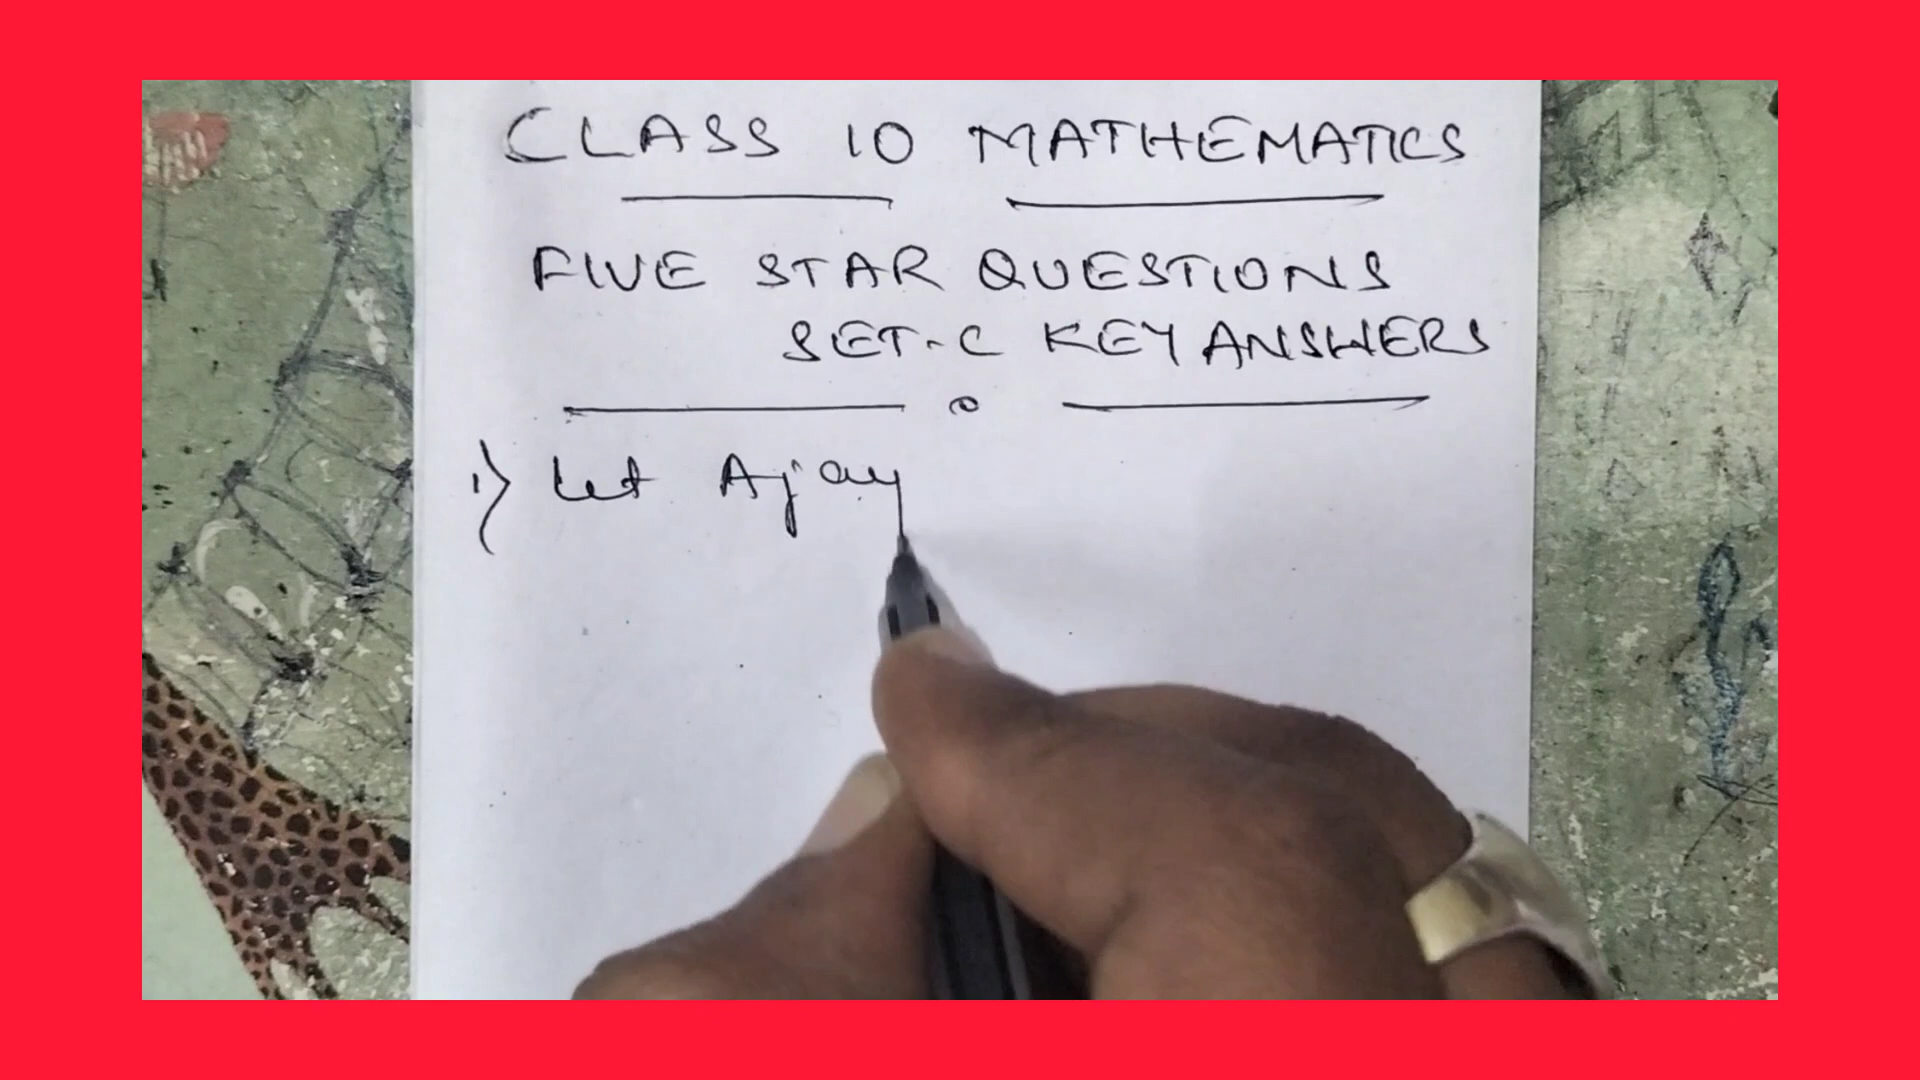 CLASS 10 MATHEMATICS
FIVE STAR QUESTIONS
SET-C KEY ANSWERS
1) Let Ajay